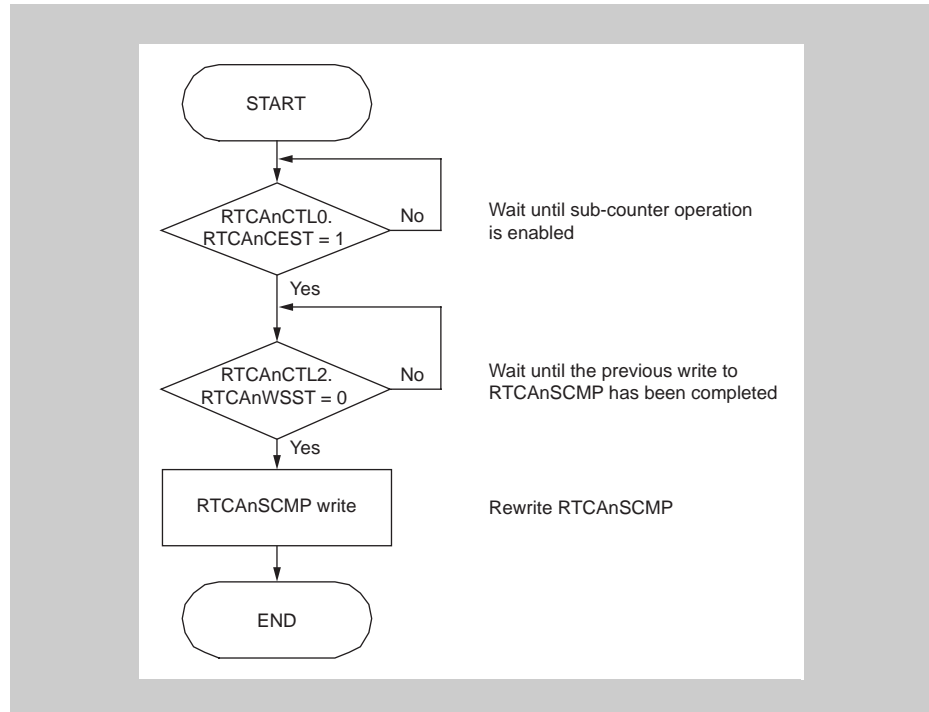 START
RTCAnCTL0.
RTCAnCEST = 1
No
Wait until sub-counter operation
is enabled
Yes
RTCAnCTL2.
RTCAnWSST = 0
No
Wait until the previous write to
RTCAnSCMP has been completed
Yes
RTCAnSCMP write
Rewrite RTCAnSCMP
END